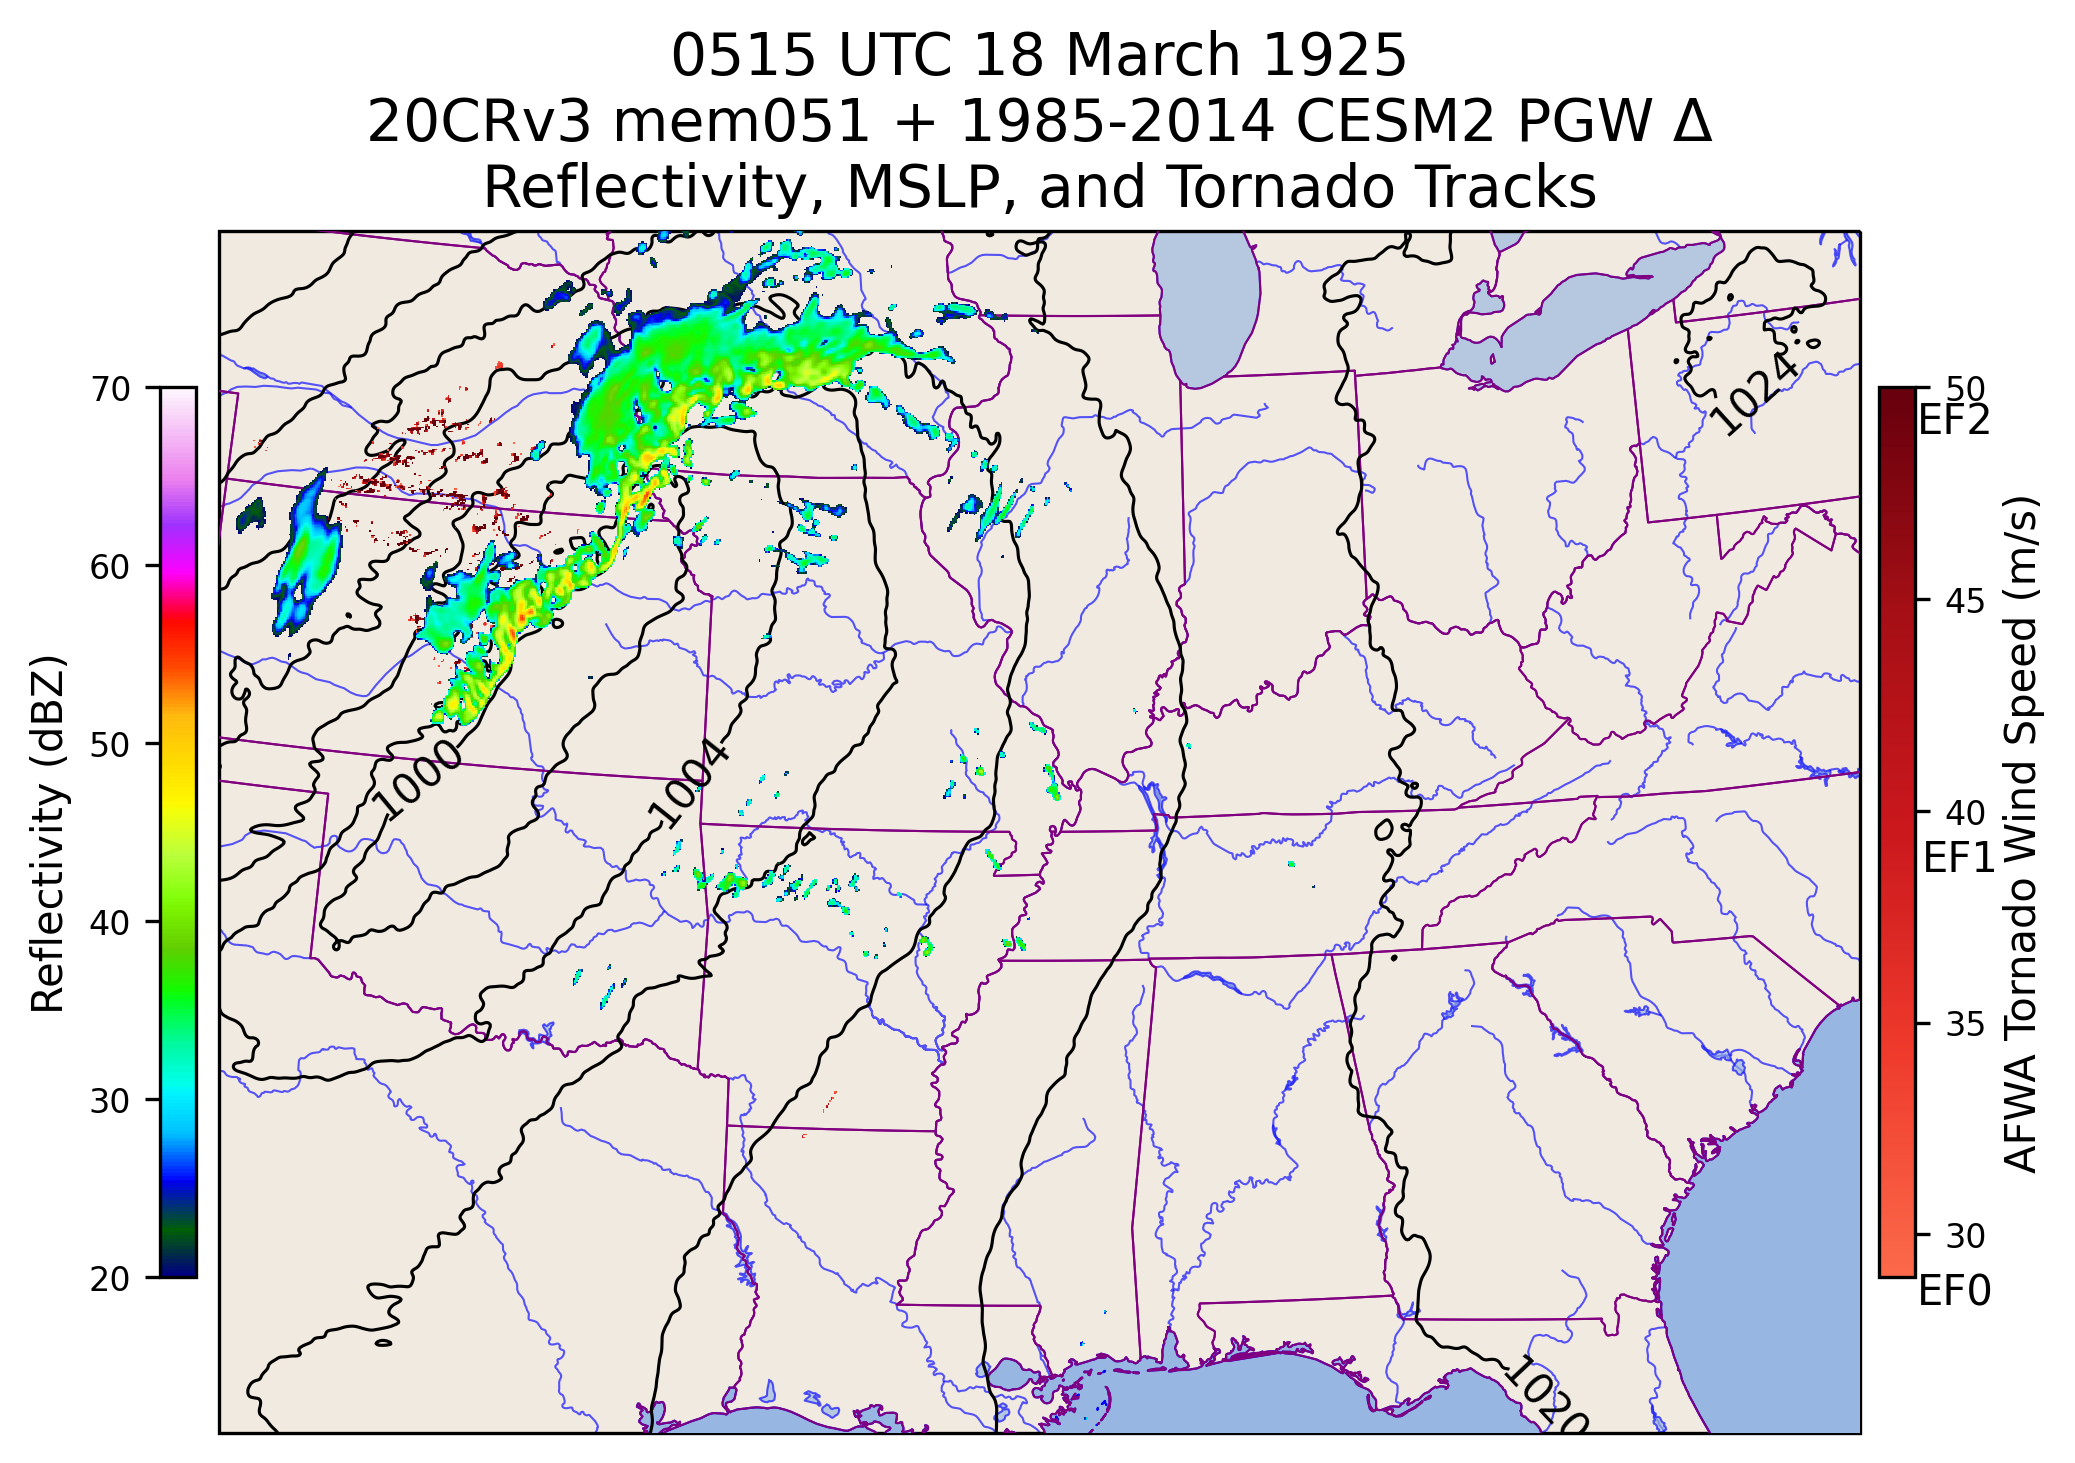 0515 UTC 18 March 1925
20CRv3 mem051 + 1985-2014 CESM2 PGW Δ
Reflectivity, MSLP, and Tornado Tracks
Reflectivity (dBZ)
70
60
50
40
30
20
1024
1000
1004
1020
50
EF2
45
40
EF1
35
30
EF0
AFWA Tornado Wind Speed (m/s)